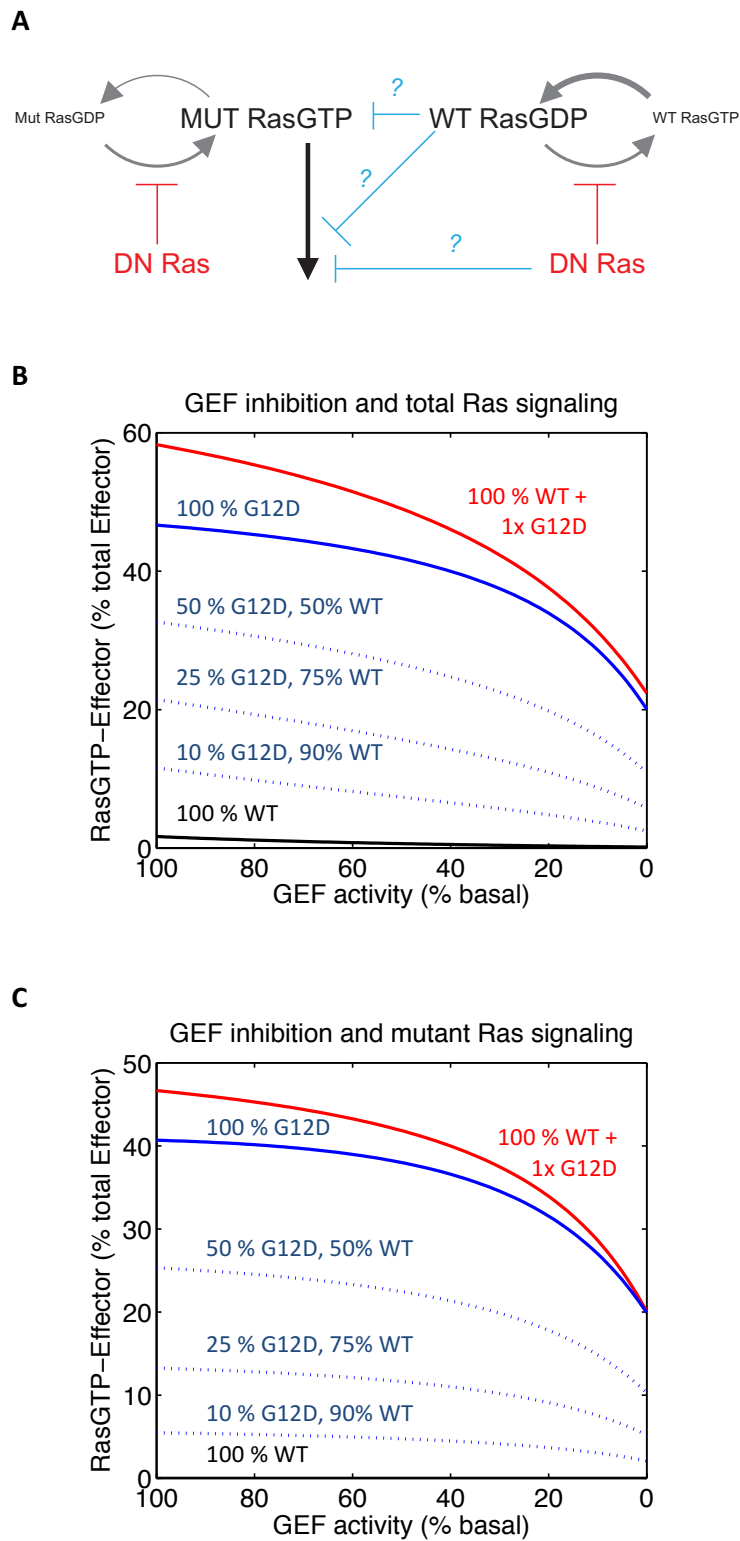 A
?
Mut RasGDP MUT RasGTP WT RasGDP WT RasGTP
?
?
DN Ras DN Ras
B
GEF inhibition and total Ras signaling
RasGTP–Effector (% total Effector)
60
40
20
0
100 % WT +
1x G12D
100 % G12D
50 % G12D, 50% WT
25 % G12D, 75% WT
10 % G12D, 90% WT
100 % WT
100 80 60 40 20 0
GEF activity (% basal)
C
GEF inhibition and mutant Ras signaling
RasGTP–Effector (% total Effector)
50
40
30
20
10
0
100 % G12D
100 % WT +
1x G12D
50 % G12D, 50% WT
25 % G12D, 75% WT
10 % G12D, 90% WT
100 % WT
100 80 60 40 20 0
GEF activity (% basal)